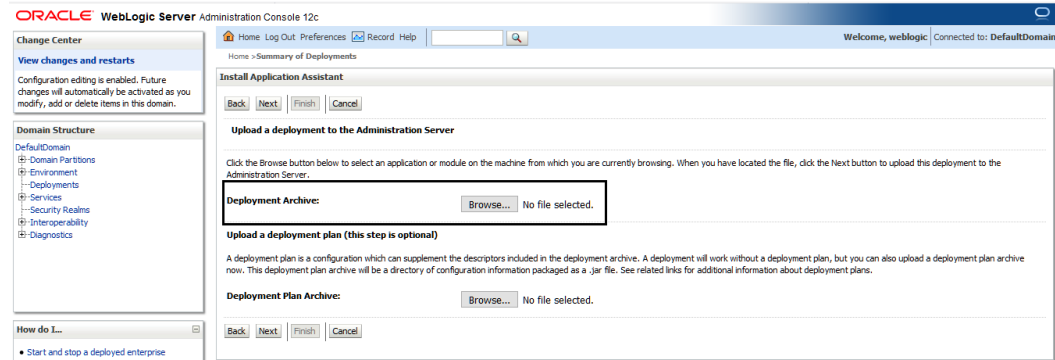 ORACLE WebLogic Server Administration Console 12c
Change Center
View changes and restarts
Configuration editing is enabled. Future
changes will automatically be activated as you
modify, add or delete items in this domain.
Domain Structure
DefaultDomain
Domain Partitions
Environment
Deployments
Services
Security Realms
Interoperability
Diagnostics
How do I...
Start and stop a deployed enterprise
Home Log Out Preferences Record Help
Welcome, weblogic Connected to: DefaultDomain
Home >Summary of Deployments
Install Application Assistant
Back Next Finish Cancel
Upload a deployment to the Administration Server
Click the Browse button below to select an application or module on the machine from which you are currently browsing. When you have located the file, click the Next button to upload this deployment to the
Administration Server.
Deployment Archive: Browse... No file selected.
Upload a deployment plan (this step is optional)
A deployment plan is a configuration which can supplement the descriptors included in the deployment archive. A deployment will work without a deployment plan, but you can also upload a deployment plan archive
now. This deployment plan archive will be a directory of configuration information packaged as a .jar file. See related links for additional information about deployment plans.
Deployment Plan Archive: Browse... No file selected.
Back Next Finish Cancel